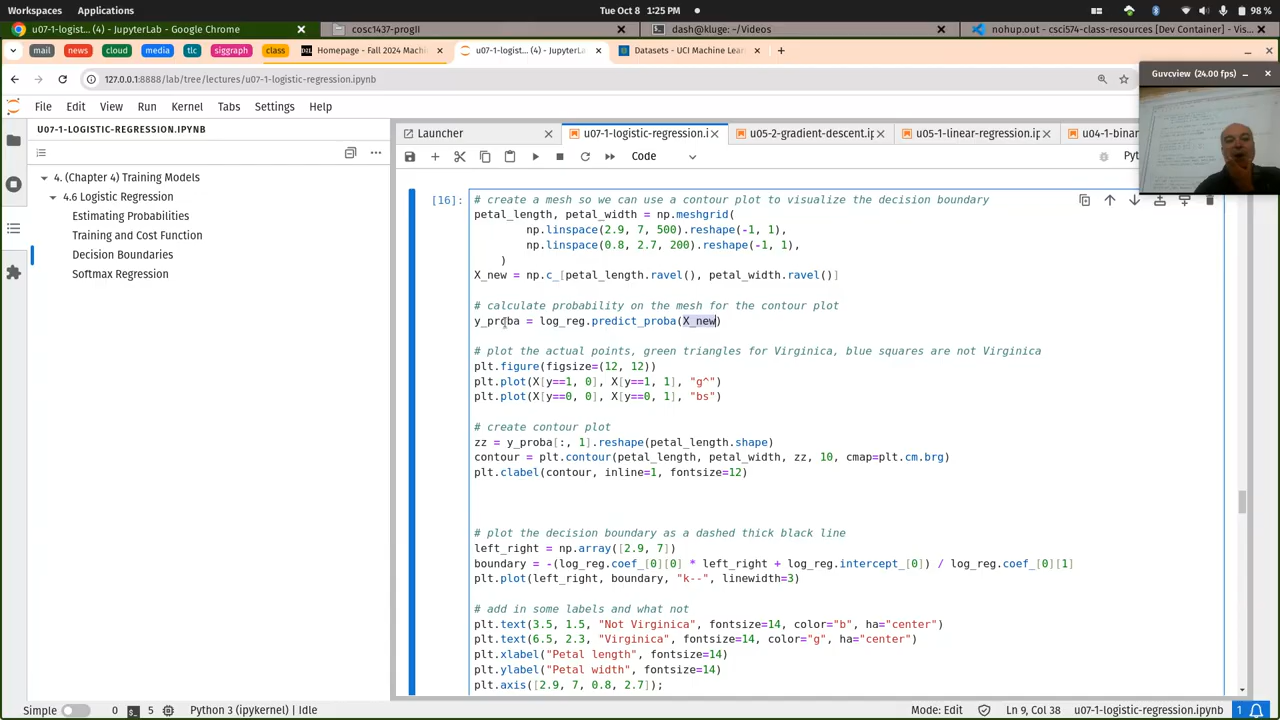 Workspaces Applications Tue Oct 8 1:25 PM 98 %
u07-1-logist... (4) - JupyterLab - Google Chrome cosc1437-progII dash@kluge: ~/Videos nohup.out - csci574-class-resources [Dev Container] - Vis...
mail news cloud media tlc siggraph class Homepage - Fall 2024 Mach u07-1-logist... (4) - JupyterL Datasets - UCI Machine Lear
127.0.0.1:8888/lab/tree/lectures/u07-1-logistic-regression.ipynb
Guvcview (24.00 fps)
File Edit View Run Kernel Tabs Settings Help
U07-1-LOGISTIC-REGRESSION.IPYNB
4. (Chapter 4) Training Models
4.6 Logistic Regression
Estimating Probabilities
Training and Cost Function
Decision Boundaries
Softmax Regression
Launcher u07-1-logistic-regression.i u05-2-gradient-descent.ip u05-1-linear-regression.ip u04-1-binar
Code Pyt
[16]: # create a mesh so we can use a contour plot to visualize the decision boundary
petal_length, petal_width = np.meshgrid(
np.linspace(2.9, 7, 500).reshape(-1, 1),
np.linspace(0.8, 2.7, 200).reshape(-1, 1),
)
X_new = np.c_[petal_length.ravel(), petal_width.ravel()]
# calculate probability on the mesh for the contour plot
y_proba = log_reg.predict_proba(X_new)
# plot the actual points, green triangles for Virginica, blue squares are not Virginica
plt.figure(figsize=(12, 12))
plt.plot(X[y==1, 0], X[y==1, 1], "g^")
plt.plot(X[y==0, 0], X[y==0, 1], "bs")
# create contour plot
zz = y_proba[:, 1].reshape(petal_length.shape)
contour = plt.contour(petal_length, petal_width, zz, 10, cmap=plt.cm.brg)
plt.clabel(contour, inline=1, fontsize=12)
# plot the decision boundary as a dashed thick black line
left_right = np.array([2.9, 7])
boundary = -(log_reg.coef_[0][0] * left_right + log_reg.intercept_[0]) / log_reg.coef_[0][1]
plt.plot(left_right, boundary, "k--", linewidth=3)
# add in some labels and what not
plt.text(3.5, 1.5, "Not Virginica", fontsize=14, color="b", ha="center")
plt.text(6.5, 2.3, "Virginica", fontsize=14, color="g", ha="center")
plt.xlabel("Petal length", fontsize=14)
plt.ylabel("Petal width", fontsize=14)
plt.axis([2.9, 7, 0.8, 2.7]);
Simple 0 5 Python 3 (ipykernel) | Idle Mode: Edit Ln 9, Col 38 u07-1-logistic-regression.ipynb 1